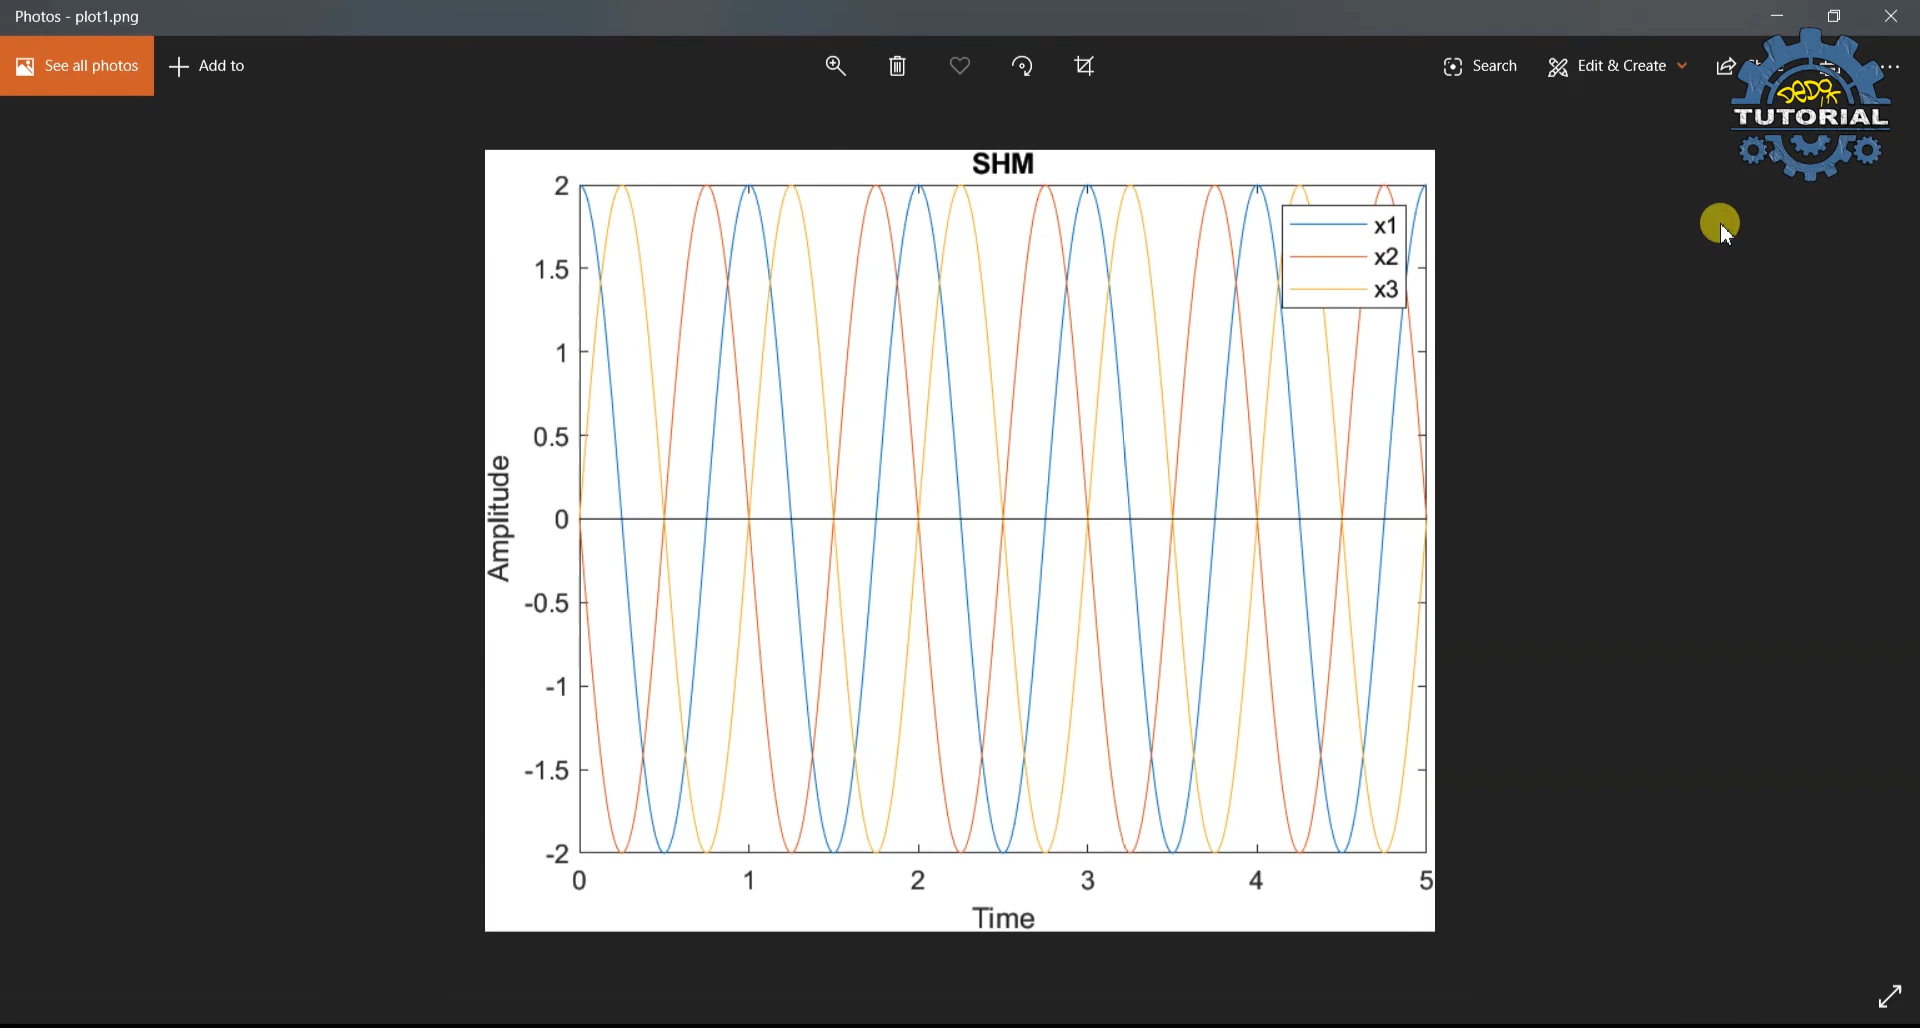 Photos - plot1.png
See all photos
Add to
Search
Edit & Create
DEDik
TUTORIAL
SHM
2
1.5
1
0.5
0
-0.5
-1
-1.5
-2
Amplitude
x1
x2
x3
0 1 2 3 4 5
Time